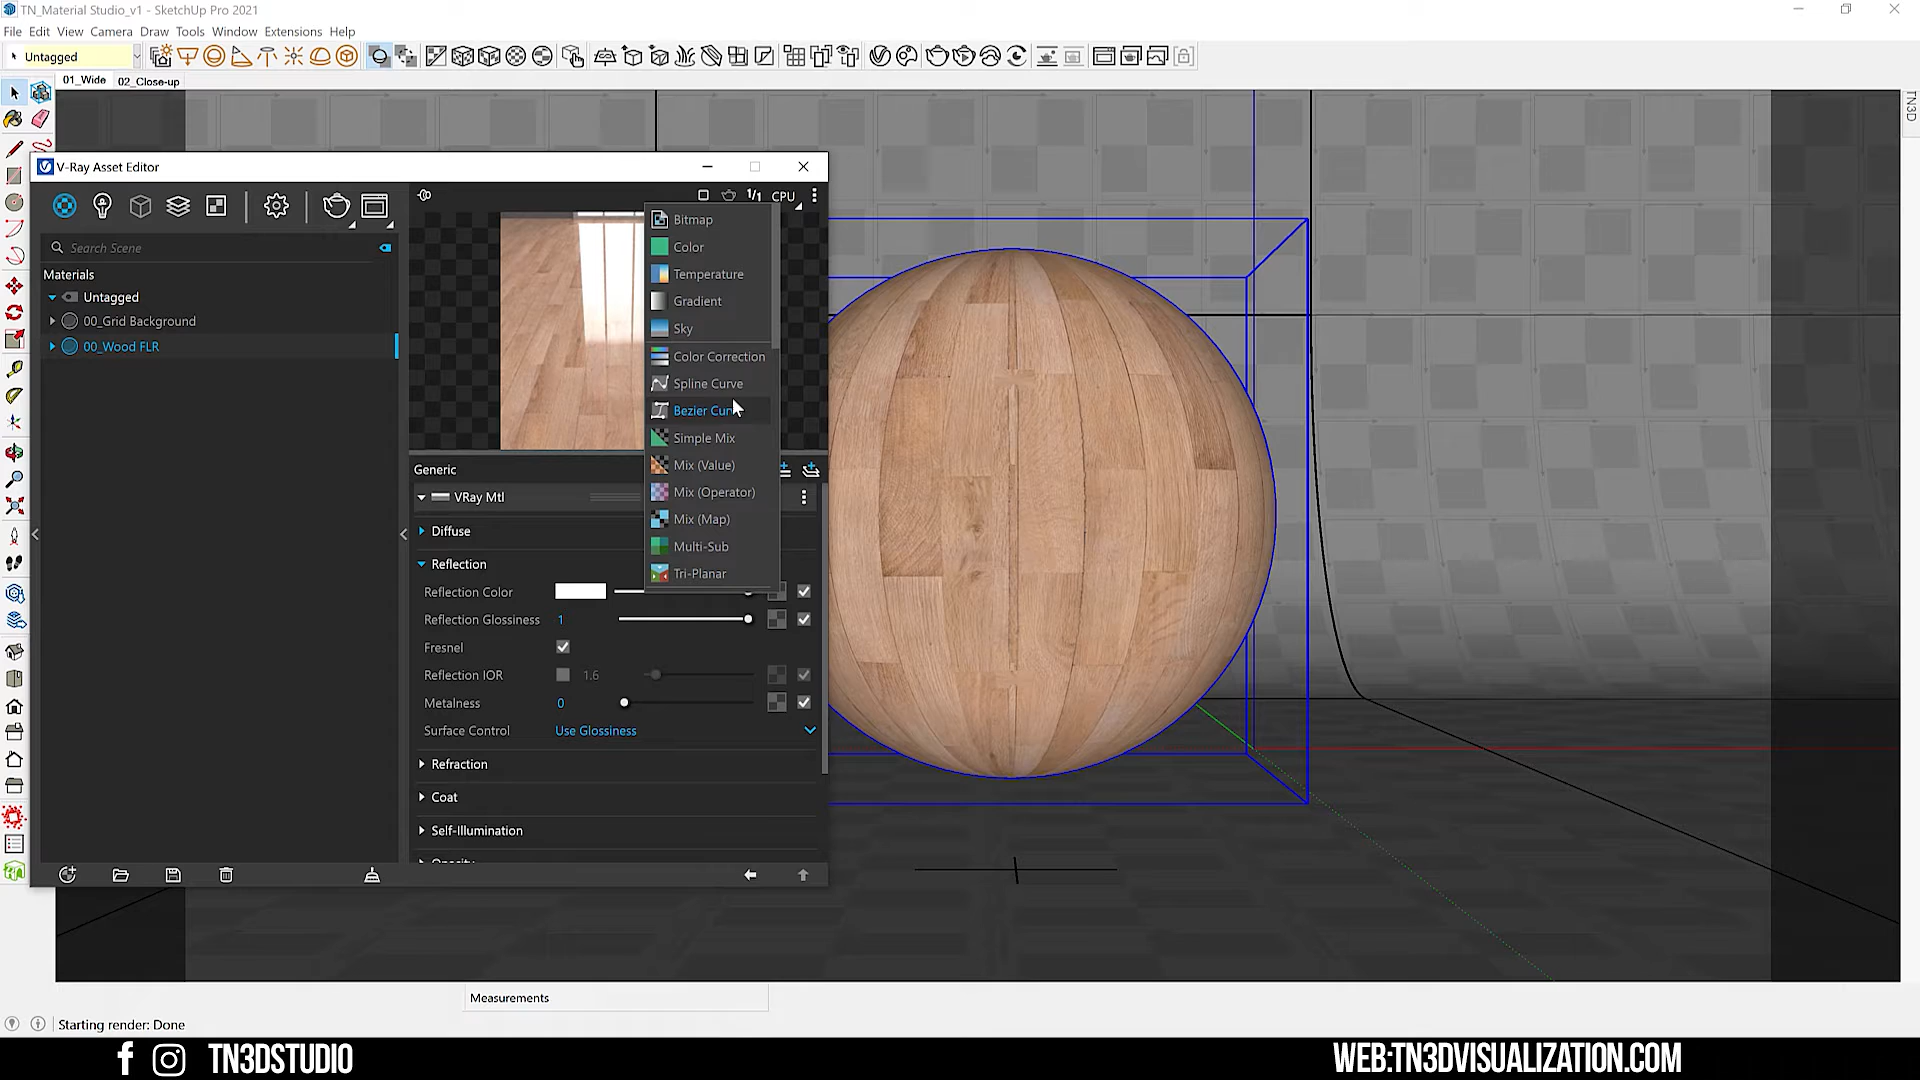 TN_Material Studio_v1 - SketchUp Pro 2021
File Edit View Camera Draw Tools Window Extensions Help
Untagged
01_Wide 02_Close-up
TN3D
V-Ray Asset Editor
1/1 CPU
Search Scene
Materials
Untagged
00_Grid Background
00_Wood FLR
Bitmap
Color
Temperature
Gradient
Sky
Color Correction
Spline Curve
Bezier Cur
Simple Mix
Mix (Value)
Mix (Operator)
Mix (Map)
Multi-Sub
Tri-Planar
Generic
VRay Mtl
Diffuse
Reflection
Reflection Color
Reflection Glossiness 1
Fresnel
Reflection IOR 1.6
Metalness 0
Surface Control Use Glossiness
Refraction
Coat
Self-Illumination
Opacity
Measurements
Starting render: Done
TN3DSTUDIO
WEB:TN3DVISUALIZATION.COM